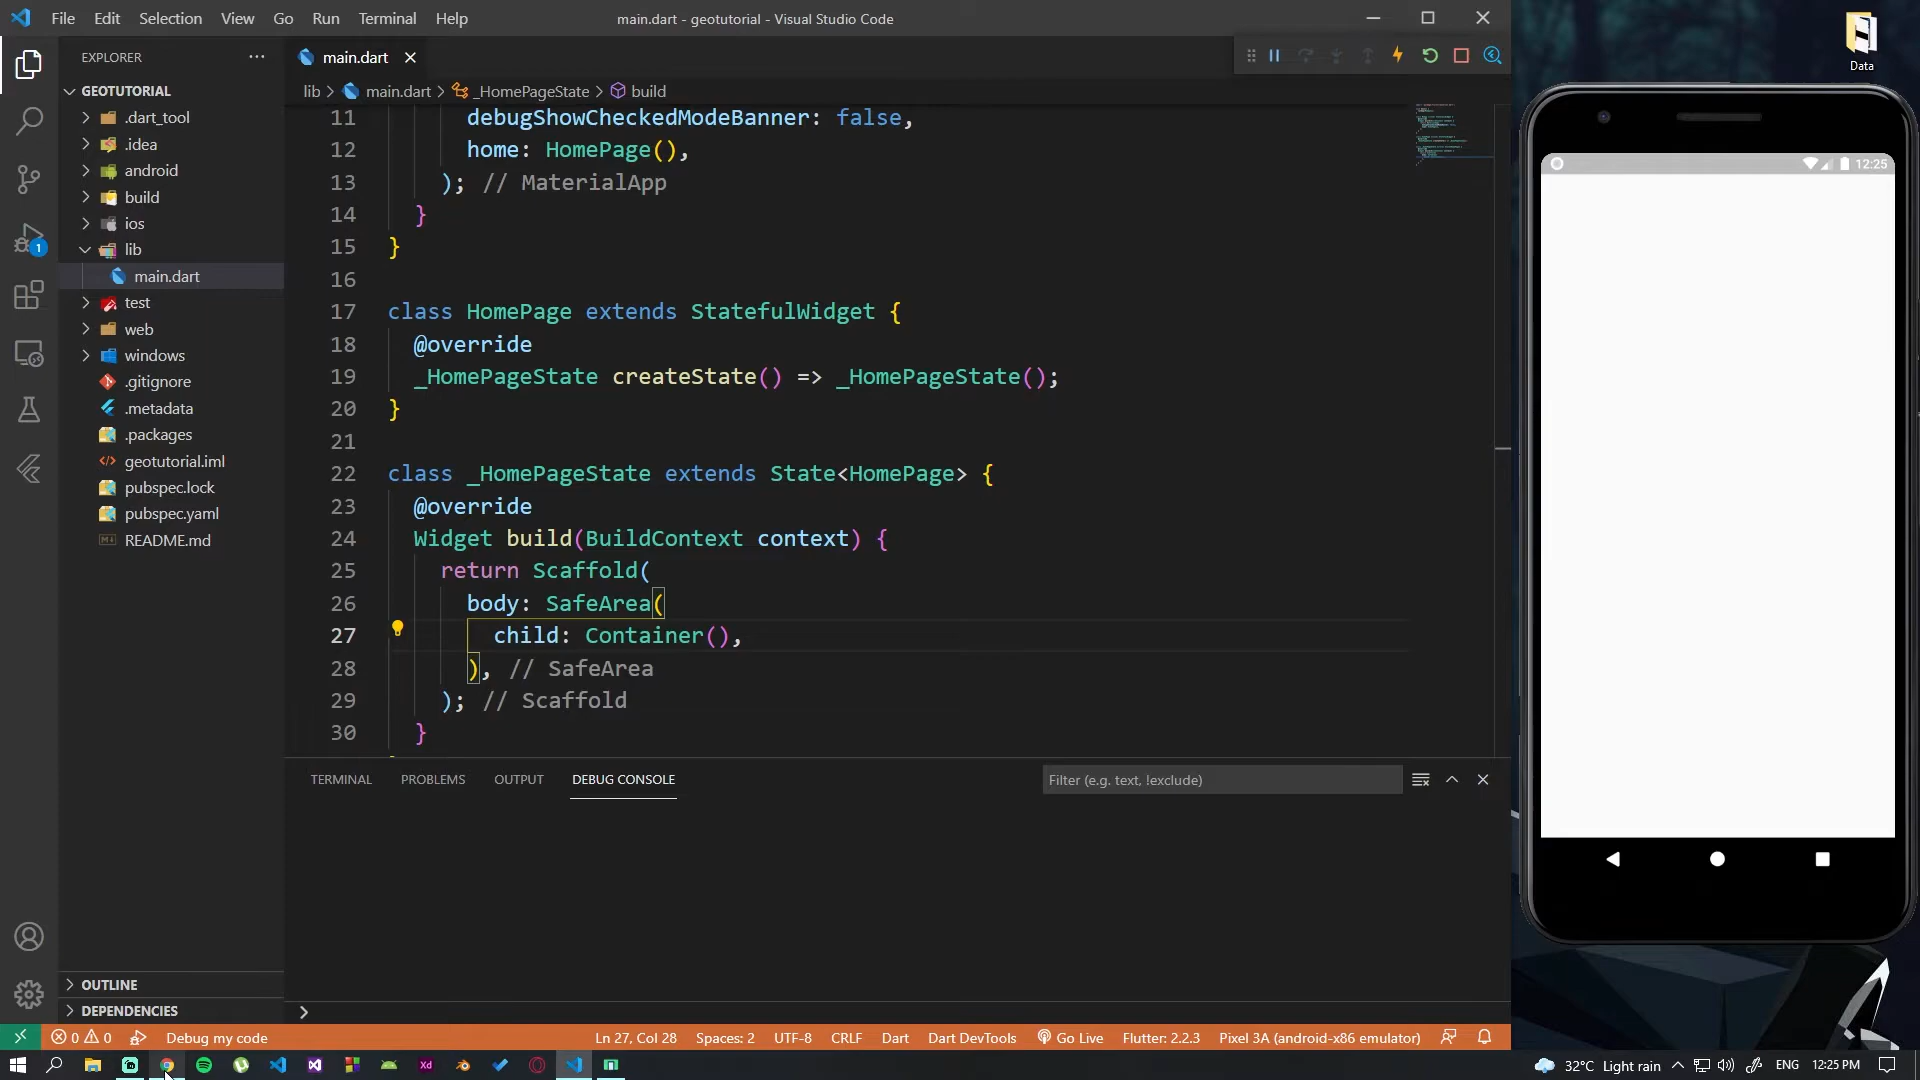 File Edit Selection View Go Run Terminal Help
main.dart - geotutorial - Visual Studio Code
Data
EXPLORER
main.dart
GEOTUTORIAL
.dart_tool
.idea
android
build
ios
lib
main.dart
test
web
windows
.gitignore
.metadata
.packages
geotutorial.iml
pubspec.lock
pubspec.yaml
README.md
OUTLINE
DEPENDENCIES
1
lib > main.dart > _HomePageState > build
11 debugShowCheckedModeBanner: false,
12 home: HomePage(),
13 ); // MaterialApp
14 }
15 }
16
17 class HomePage extends StatefulWidget {
18 @override
19 _HomePageState createState() => _HomePageState();
20 }
21
22 class _HomePageState extends State<HomePage> {
23 @override
24 Widget build(BuildContext context) {
25 return Scaffold(
26 body: SafeArea(
27 child: Container(),
28 ), // SafeArea
29 ); // Scaffold
30 }
TERMINAL PROBLEMS OUTPUT DEBUG CONSOLE
Filter (e.g. text, !exclude)
12:25
0 0 Debug my code Ln 27, Col 28 Spaces: 2 UTF-8 CRLF Dart Dart DevTools Go Live Flutter: 2.2.3 Pixel 3A (android-x86 emulator)
Xd
32°C Light rain ENG 12:25 PM